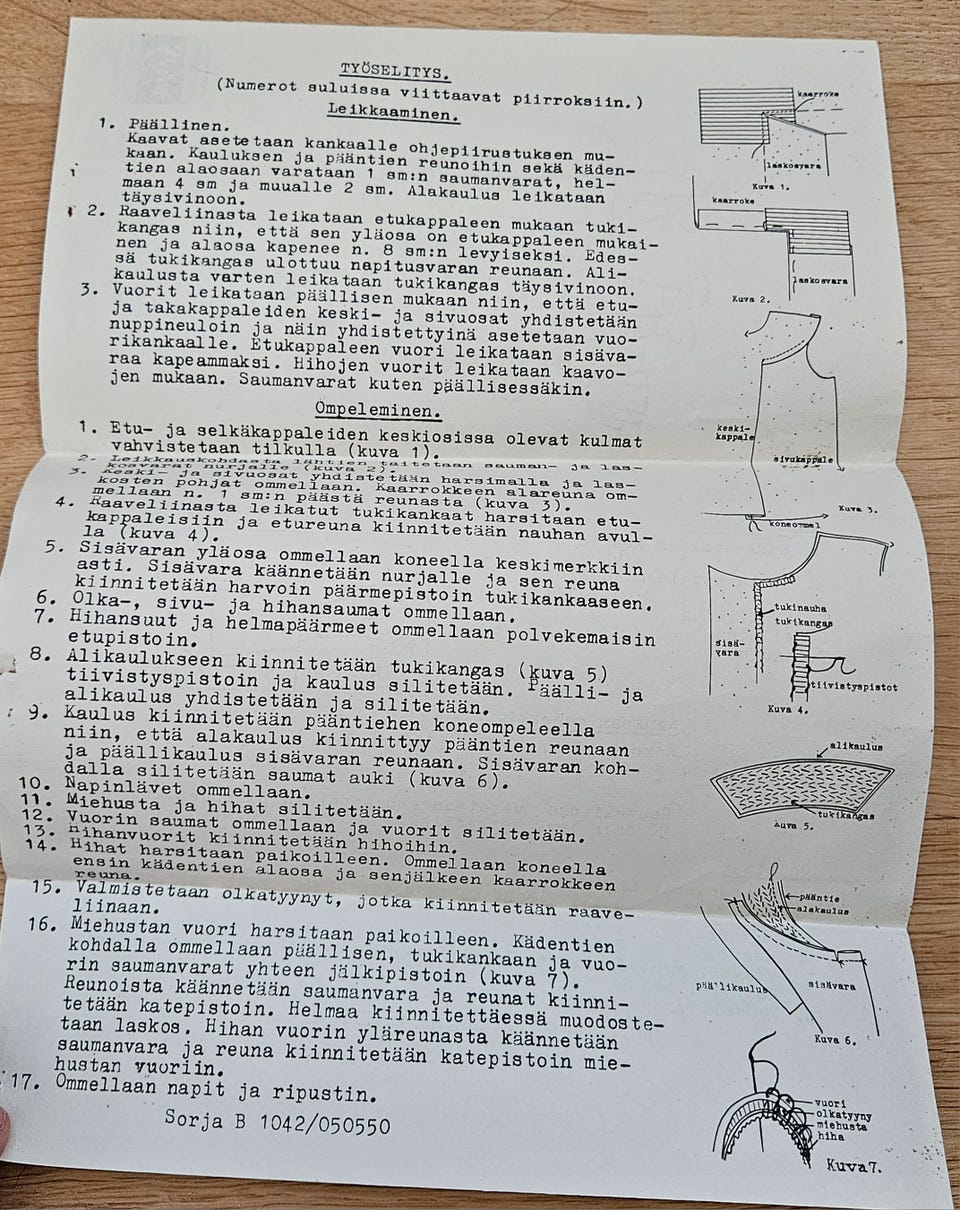 TYÖSELITYS.
(Numerot suluissa viittaavat piirroksiin.)
Leikkaaminen.
1. Päällinen.
Kaavat asetetaan kankaalle ohjepiirustuksen mu-
kaan. Kauluksen ja pääntien reunoihin sekä käden-
tien alaosaan varataan 1 sm:n saumanvarat, hel-
maan 4 sm ja muualle 2 sm. Alakaulus leikataan
täysivinoon.
2. Raaveliinasta leikataan etukappaleen mukaan tuki-
kangas niin, että sen yläosa on etukappaleen mukai-
nen ja alaosa kapenee n. 8 sm:n levyiseksi. Edes-
sä tukikangas ulottuu napitusvaran reunaan. Ali-
kaulusta varten leikataan tukikangas täysivinoon.
3. Vuorit leikataan päällisen mukaan niin, että etu-
ja takakappaleiden keski- ja sivuosat yhdistetään
nuppineuloin ja näin yhdistettyinä asetetaan vuo-
rikankaalle. Etukappaleen vuori leikataan sisäva-
raa kapeammaksi. Hihojen vuorit leikataan kaavo-
jen mukaan. Saumanvarat kuten päällisessäkin.
Ompeleminen.
1. Etu- ja selkäkappaleiden keskiosissa olevat kulmat
vahvistetaan tilkulla (kuva 1).
2. Leikkauskohdasta lähtien taitetaan sauman- ja las-
kosvarat nurjalle (kuva 2).
3. Keski- ja sivuosat yhdistetään harsimalla ja las-
kosten pohjat ommellaan. Kaarrokkeen alareuna om-
mellaan n. 1 sm:n päästä reunasta (kuva 3).
4. Raaveliinasta leikatut tukikankaat harsitaan etu-
kappaleisiin ja etureuna kiinnitetään nauhan avul-
la (kuva 4).
5. Sisävaran yläosa ommellaan koneella keskimerkkiin
asti. Sisävara käännetään nurjalle ja sen reuna
kiinnitetään harvoin päärmepistoin tukikankaaseen.
6. Olka-, sivu- ja hihansaumat ommellaan.
7. Hihansuut ja helmapäärmeet ommellaan polvekemaisin
etupistoin.
8. Alikaulukseen kiinnitetään tukikangas (kuva 5)
tiivistyspistoin ja kaulus silitetään. Päälli- ja
alikaulus yhdistetään ja silitetään.
9. Kaulus kiinnitetään pääntiehen koneompeleella
niin, että alakaulus kiinnittyy pääntien reunaan
ja päällikaulus sisävaran reunaan. Sisävaran koh-
dalla silitetään saumat auki (kuva 6).
10. Napinlävet ommellaan.
11. Miehusta ja hihat silitetään.
12. Vuorin saumat ommellaan ja vuorit silitetään.
13. Hihanvuorit kiinnitetään hihoihin.
14. Hihat harsitaan paikoilleen. Ommellaan koneella
ensin kädentien alaosa ja senjälkeen kaarrokkeen
reuna.
15. Valmistetaan olkatyynyt, jotka kiinnitetään raave-
liinaan.
16. Miehustan vuori harsitaan paikoilleen. Kädentien
kohdalla ommellaan päällisen, tukikankaan ja vuo-
rin saumanvarat yhteen jälkipistoin (kuva 7).
Reunoista käännetään saumanvara ja reunat kiinni-
tetään katepistoin. Helmaa kiinnitettäessä muodoste-
taan laskos. Hihan vuorin yläreunasta käännetään
saumanvara ja reuna kiinnitetään katepistoin mie-
hustan vuoriin.
17. Ommellaan napit ja ripustin.
Sorja B 1042/050550
kaarroke
laskosvara
Kuva 1.
kaarroke
laskosvara
Kuva 2.
keski-
kappale
sivukappale
Kuva 3.
koneommel
tukinauha
tukikangas
sisä-
vara
tiivistyspistot
Kuva 4.
alikaulus
tukikangas
Kuva 5.
pääntie
alakaulus
päälikaulus
sisävara
Kuva 6.
vuori
olkatyyny
miehusta
hiha
Kuva 7.